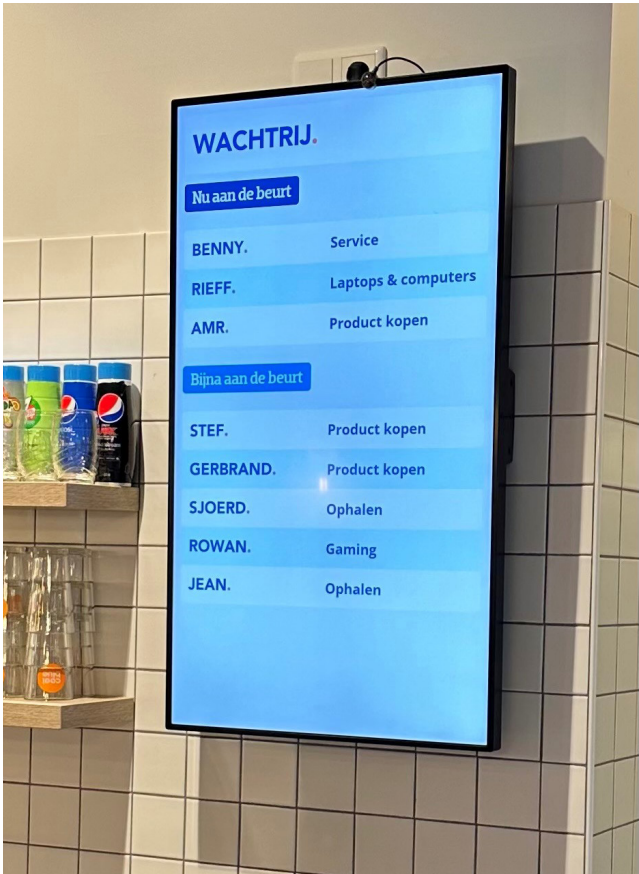 WACHTRIJ.
Nu aan de beurt
BENNY. Service
RIEFF. Laptops & computers
AMR. Product kopen
Bijna aan de beurt
STEF. Product kopen
GERBRAND. Product kopen
SJOERD. Ophalen
ROWAN. Gaming
JEAN. Ophalen